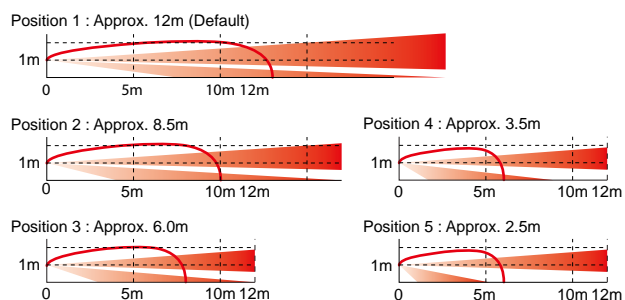 Position 1 : Approx. 12m (Default)
1m
0 5m 10m 12m
Position 2 : Approx. 8.5m
1m
0 5m 10m 12m
Position 4 : Approx. 3.5m
1m
0 5m 10m 12m
Position 3 : Approx. 6.0m
1m
0 5m 10m 12m
Position 5 : Approx. 2.5m
1m
0 5m 10m 12m